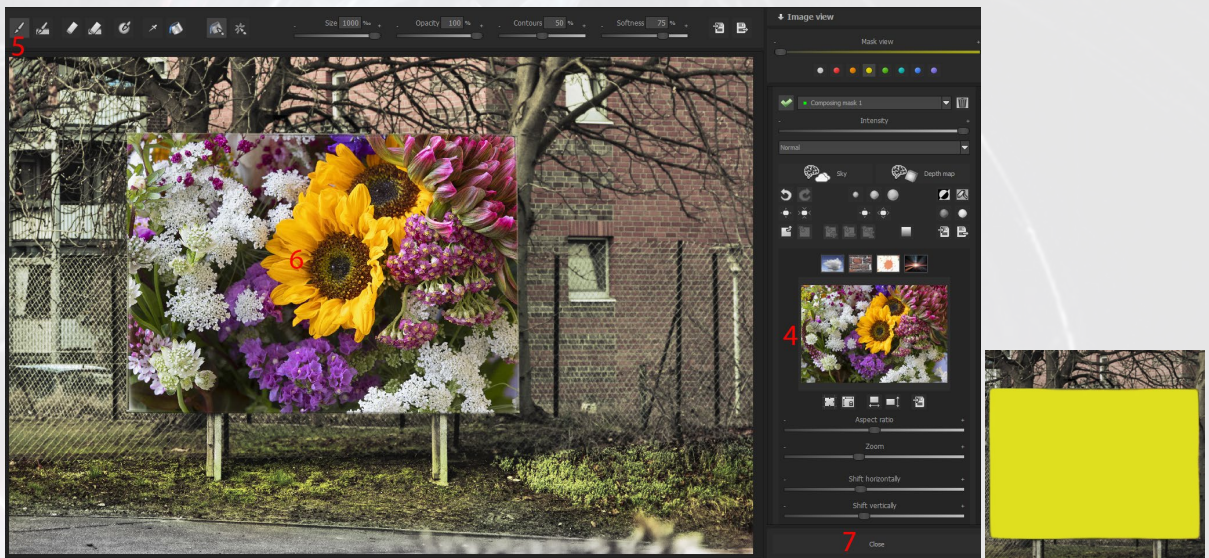 Size 1000 ‰
Opacity 100 %
Contours 50 %
Softness 75 %
Image view
5
Mask view
Composing mask 1
Intensity
Normal
Sky
Depth map
6
4
Aspect ratio
Zoom
Shift horizontally
Shift vertically
7
Close